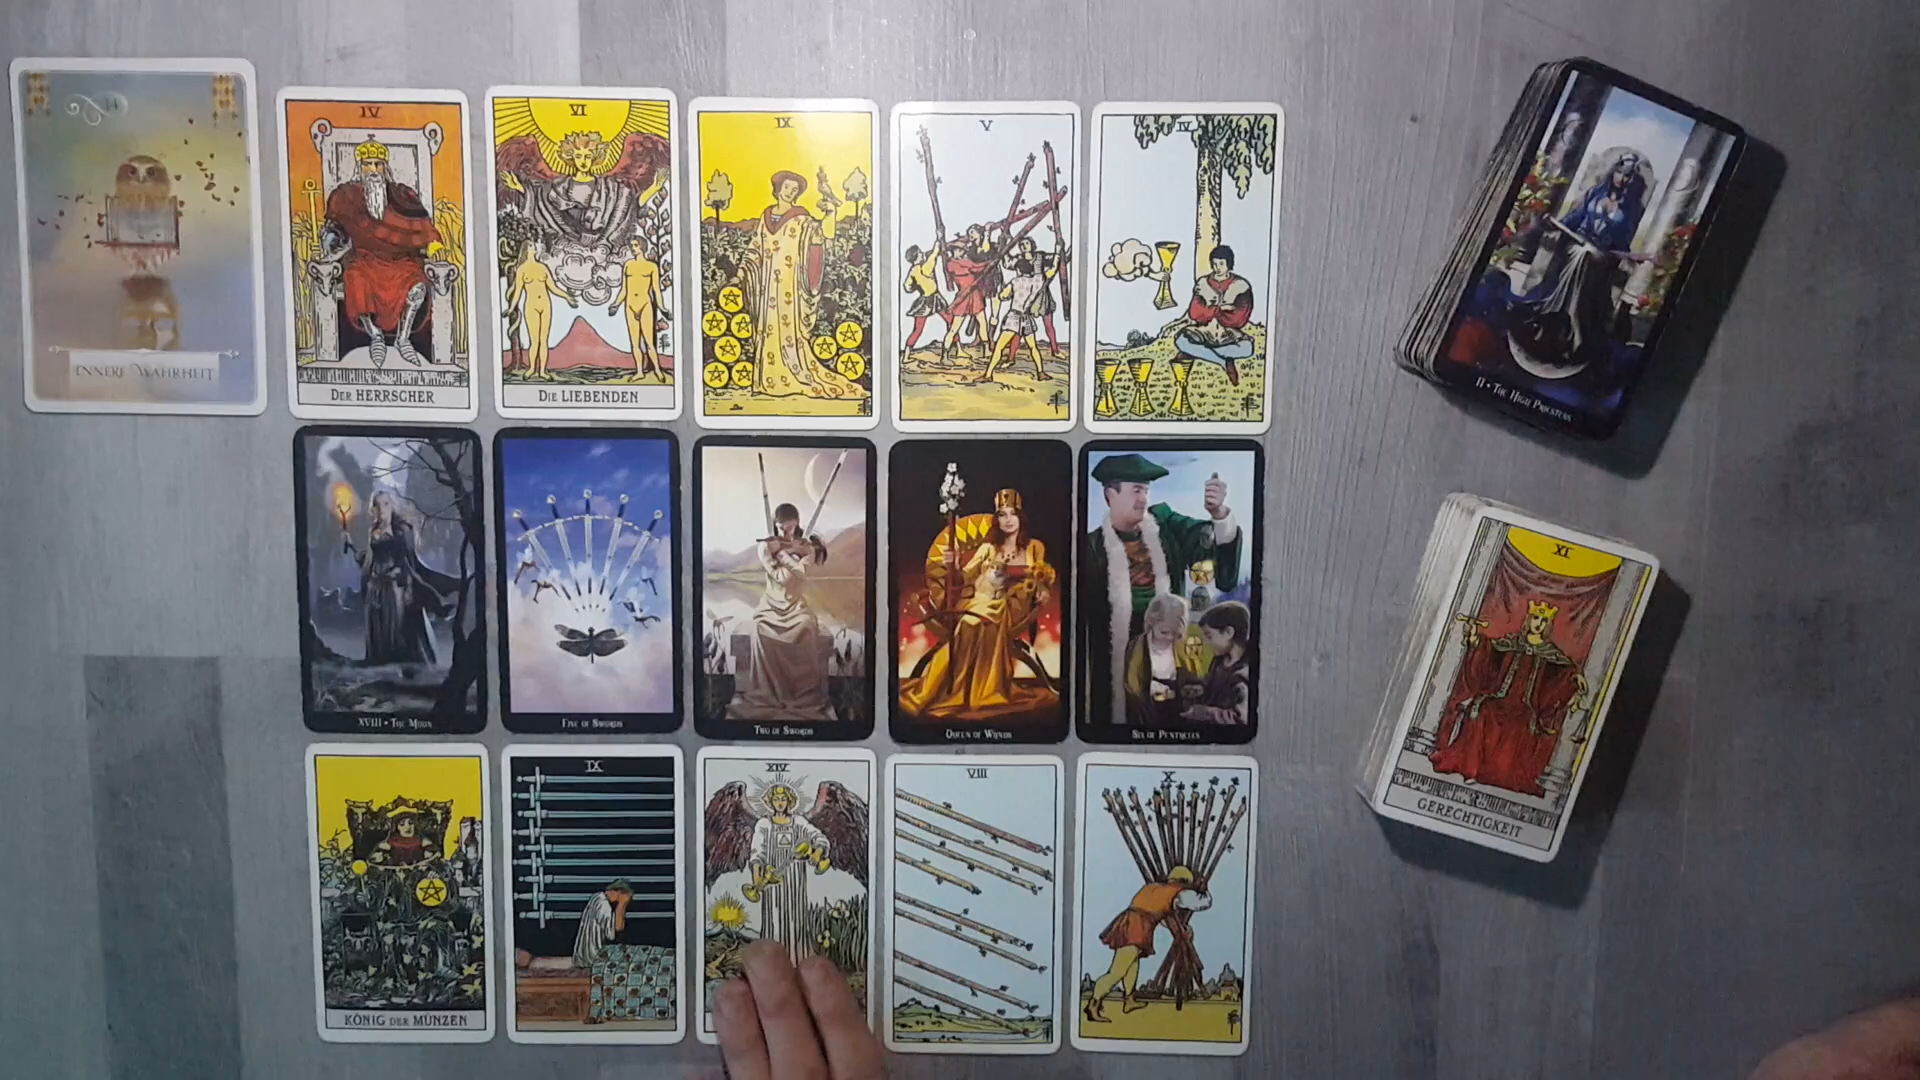 14
INNERE WAHRHEIT
IV
DER HERRSCHER
VI
DIE LIEBENDEN
IX
V
IV
II • THE HIGH PRIESTESS
XVIII • THE MOON
FIVE OF SWORDS
TWO OF SWORDS
QUEEN OF WANDS
SIX OF PENTACLES
XI
GERECHTIGKEIT
KÖNIG DER MÜNZEN
IX
XIV
VIII
X